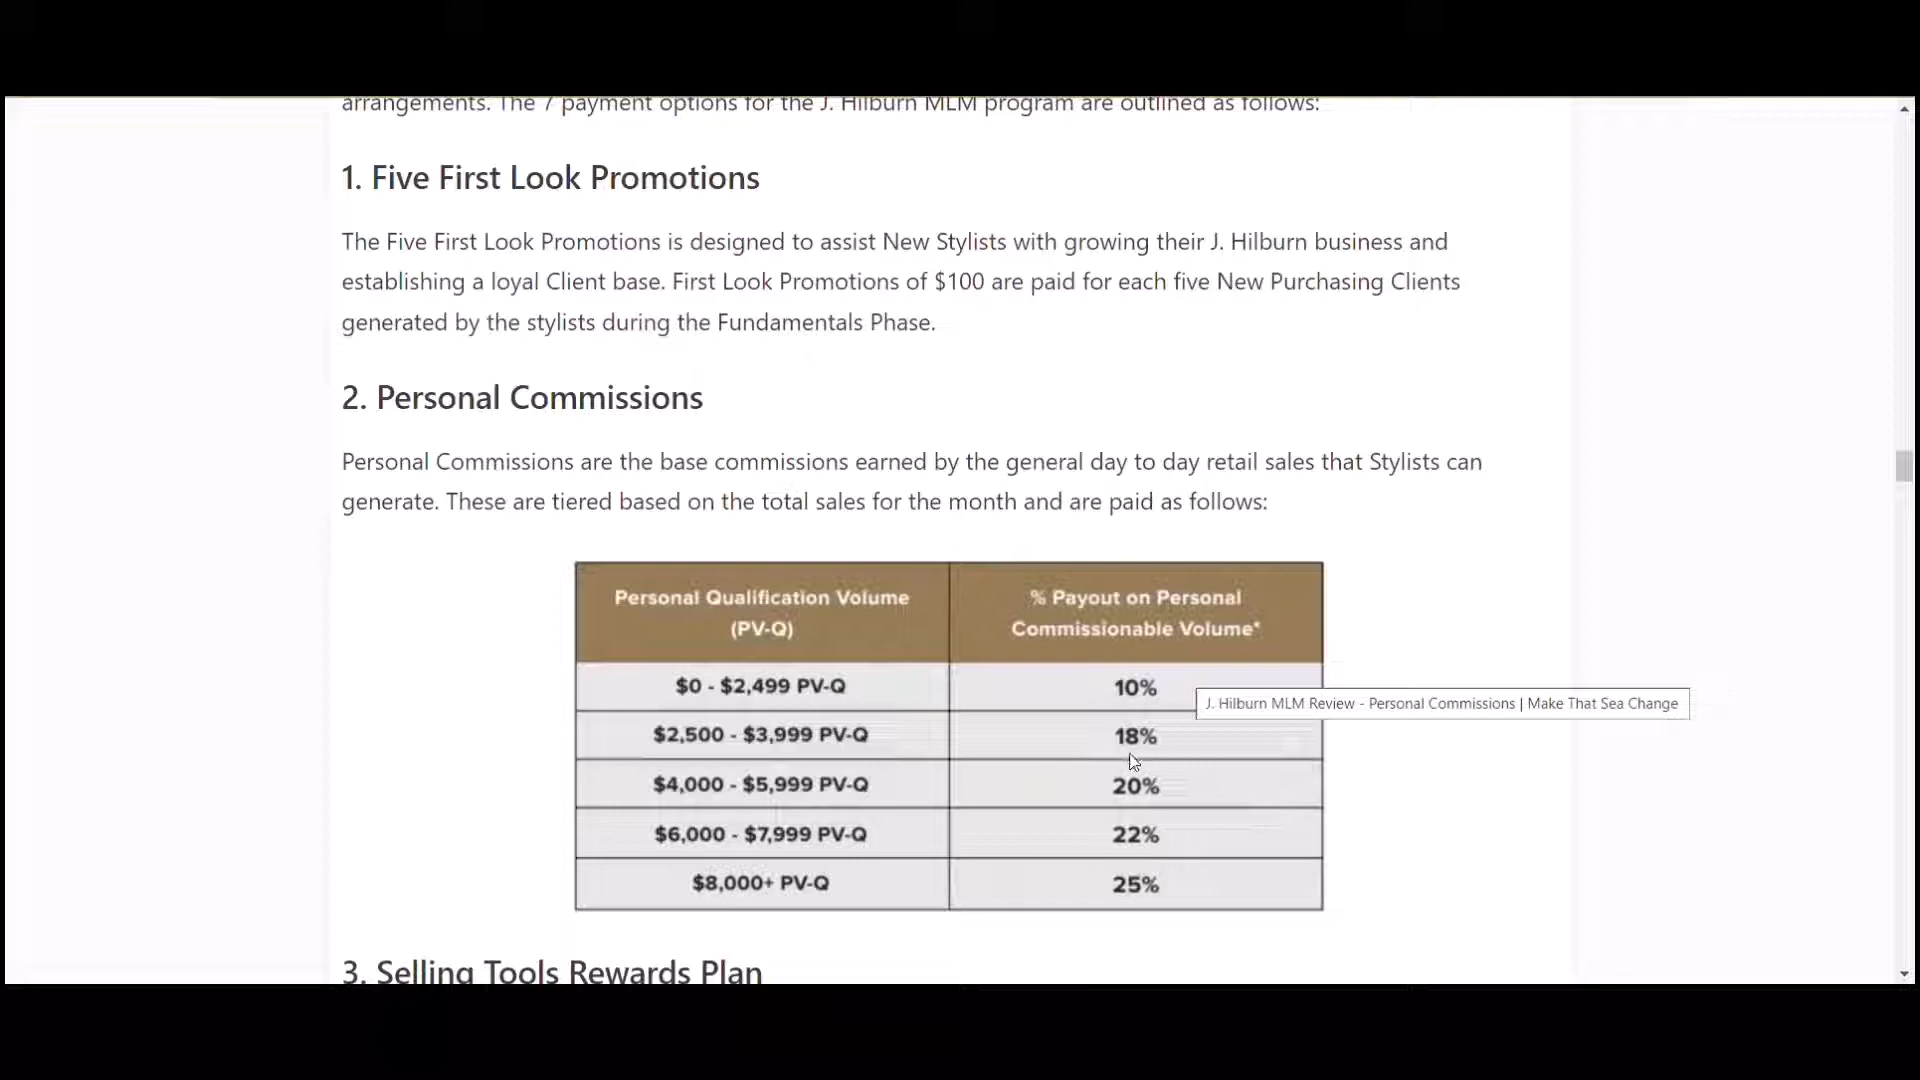 arrangements. The 7 payment options for the J. Hilburn MLM program are outlined as follows:
1. Five First Look Promotions
The Five First Look Promotions is designed to assist New Stylists with growing their J. Hilburn business and
establishing a loyal Client base. First Look Promotions of $100 are paid for each five New Purchasing Clients
generated by the stylists during the Fundamentals Phase.
2. Personal Commissions
Personal Commissions are the base commissions earned by the general day to day retail sales that Stylists can
generate. These are tiered based on the total sales for the month and are paid as follows:
Personal Qualification Volume
(PV-Q)
% Payout on Personal
Commissionable Volume*
$0 - $2,499 PV-Q
10%
J. Hilburn MLM Review - Personal Commissions | Make That Sea Change
$2,500 - $3,999 PV-Q
18%
$4,000 - $5,999 PV-Q
20%
$6,000 - $7,999 PV-Q
22%
$8,000+ PV-Q
25%
3. Selling Tools Rewards Plan